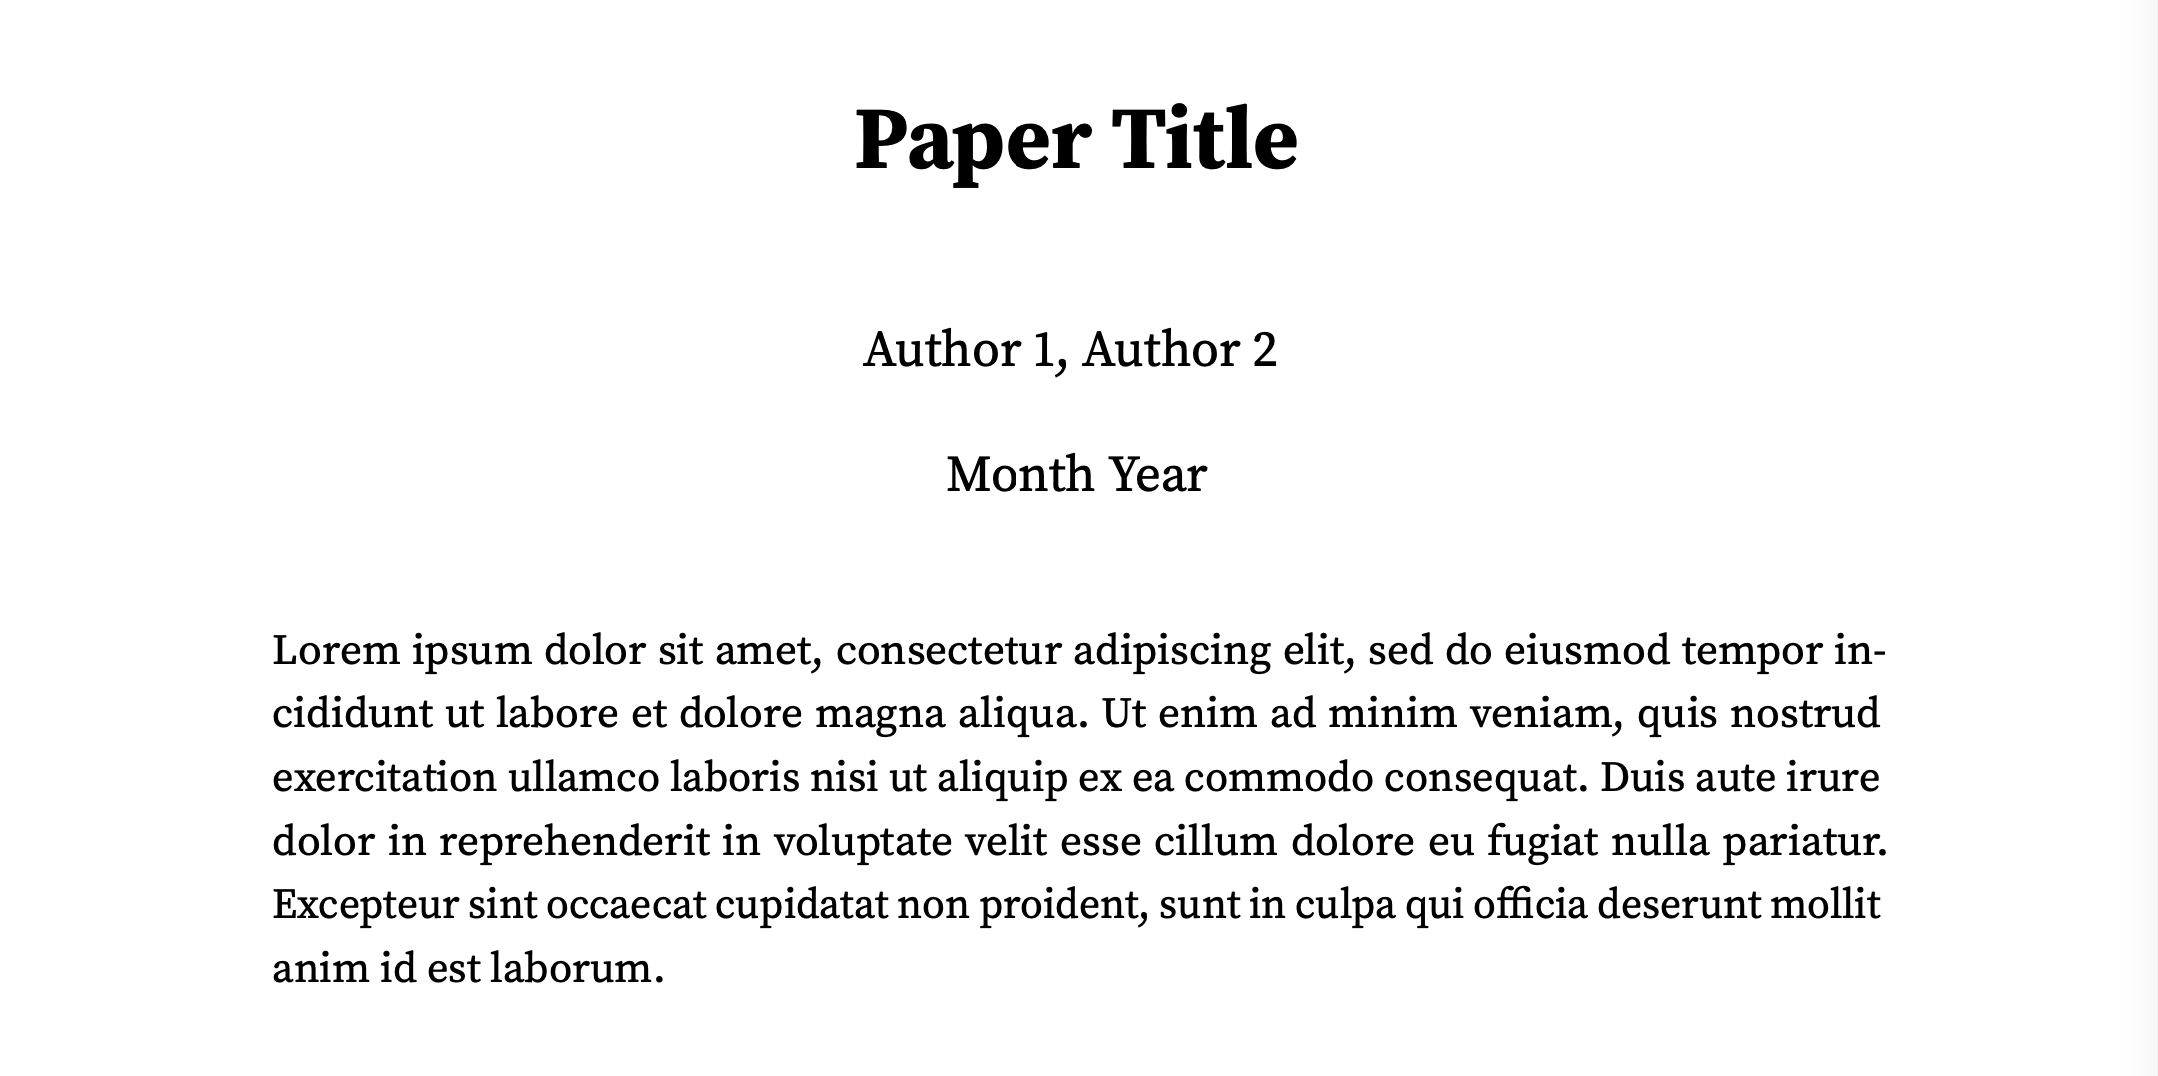 Paper Title
Author 1, Author 2
Month Year
Lorem ipsum dolor sit amet, consectetur adipiscing elit, sed do eiusmod tempor in-
cididunt ut labore et dolore magna aliqua. Ut enim ad minim veniam, quis nostrud
exercitation ullamco laboris nisi ut aliquip ex ea commodo consequat. Duis aute irure
dolor in reprehenderit in voluptate velit esse cillum dolore eu fugiat nulla pariatur.
Excepteur sint occaecat cupidatat non proident, sunt in culpa qui officia deserunt mollit
anim id est laborum.